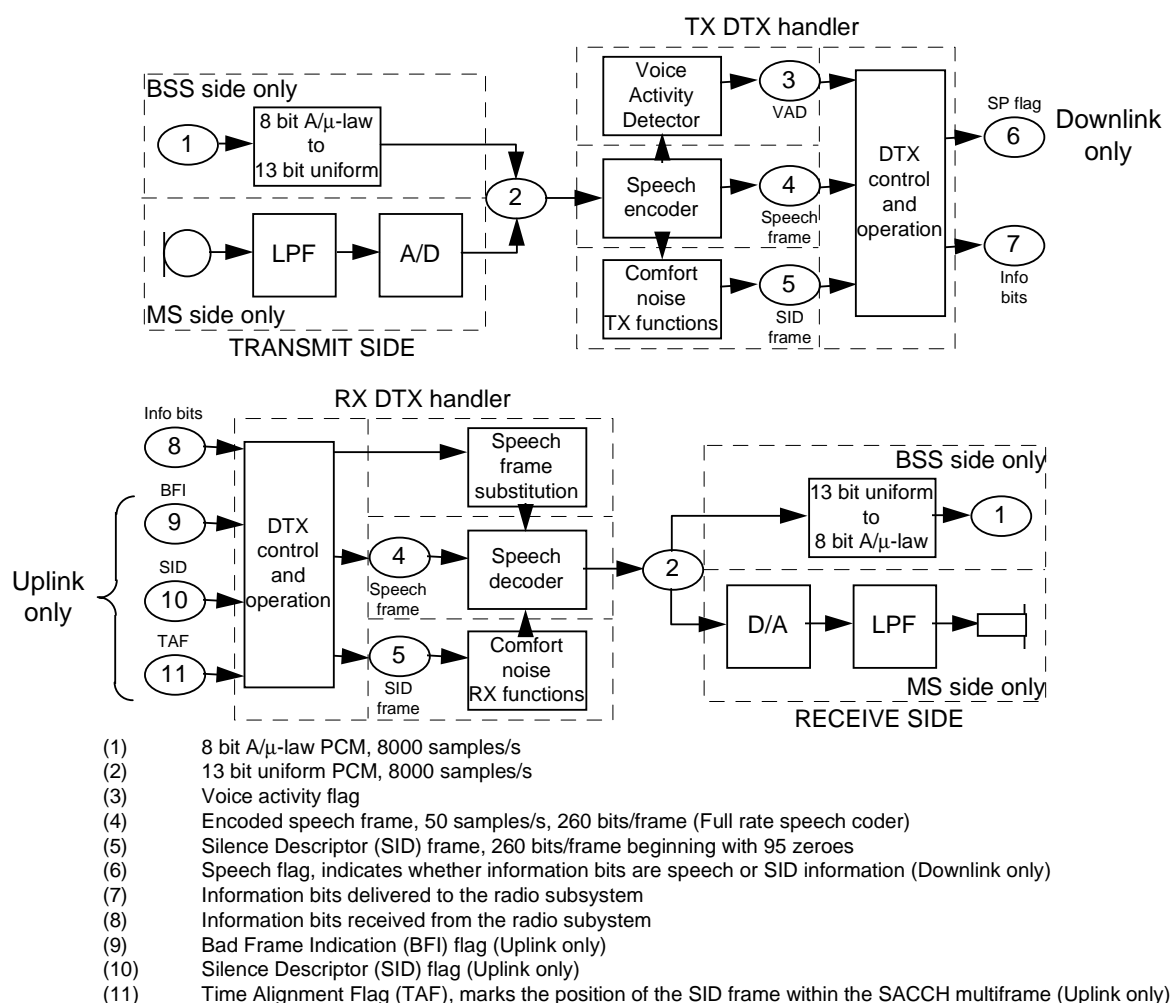 TX DTX handler
BSS side only
1
8 bit A/μ-law
to
13 bit uniform
2
LPF
A/D
MS side only
TRANSMIT SIDE
Voice
Activity
Detector
3
VAD
Speech
encoder
4
Speech
frame
Comfort
noise
TX functions
5
SID
frame
DTX
control
and
operation
SP flag
6
Downlink
only
7
Info
bits
RX DTX handler
Info bits
8
BFI
9
Uplink
only
SID
10
TAF
11
DTX
control
and
operation
Speech
frame
substitution
4
Speech
frame
Speech
decoder
5
SID
frame
Comfort
noise
RX functions
2
BSS side only
13 bit uniform
to
8 bit A/μ-law
1
D/A
LPF
MS side only
RECEIVE SIDE
(1) 8 bit A/μ-law PCM, 8000 samples/s
(2) 13 bit uniform PCM, 8000 samples/s
(3) Voice activity flag
(4) Encoded speech frame, 50 samples/s, 260 bits/frame (Full rate speech coder)
(5) Silence Descriptor (SID) frame, 260 bits/frame beginning with 95 zeroes
(6) Speech flag, indicates whether information bits are speech or SID information (Downlink only)
(7) Information bits delivered to the radio subsystem
(8) Information bits received from the radio subystem
(9) Bad Frame Indication (BFI) flag (Uplink only)
(10) Silence Descriptor (SID) flag (Uplink only)
(11) Time Alignment Flag (TAF), marks the position of the SID frame within the SACCH multiframe (Uplink only)